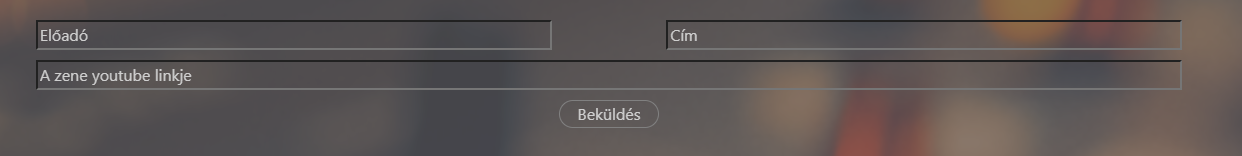 Előadó Cím
A zene youtube linkje
Beküldés